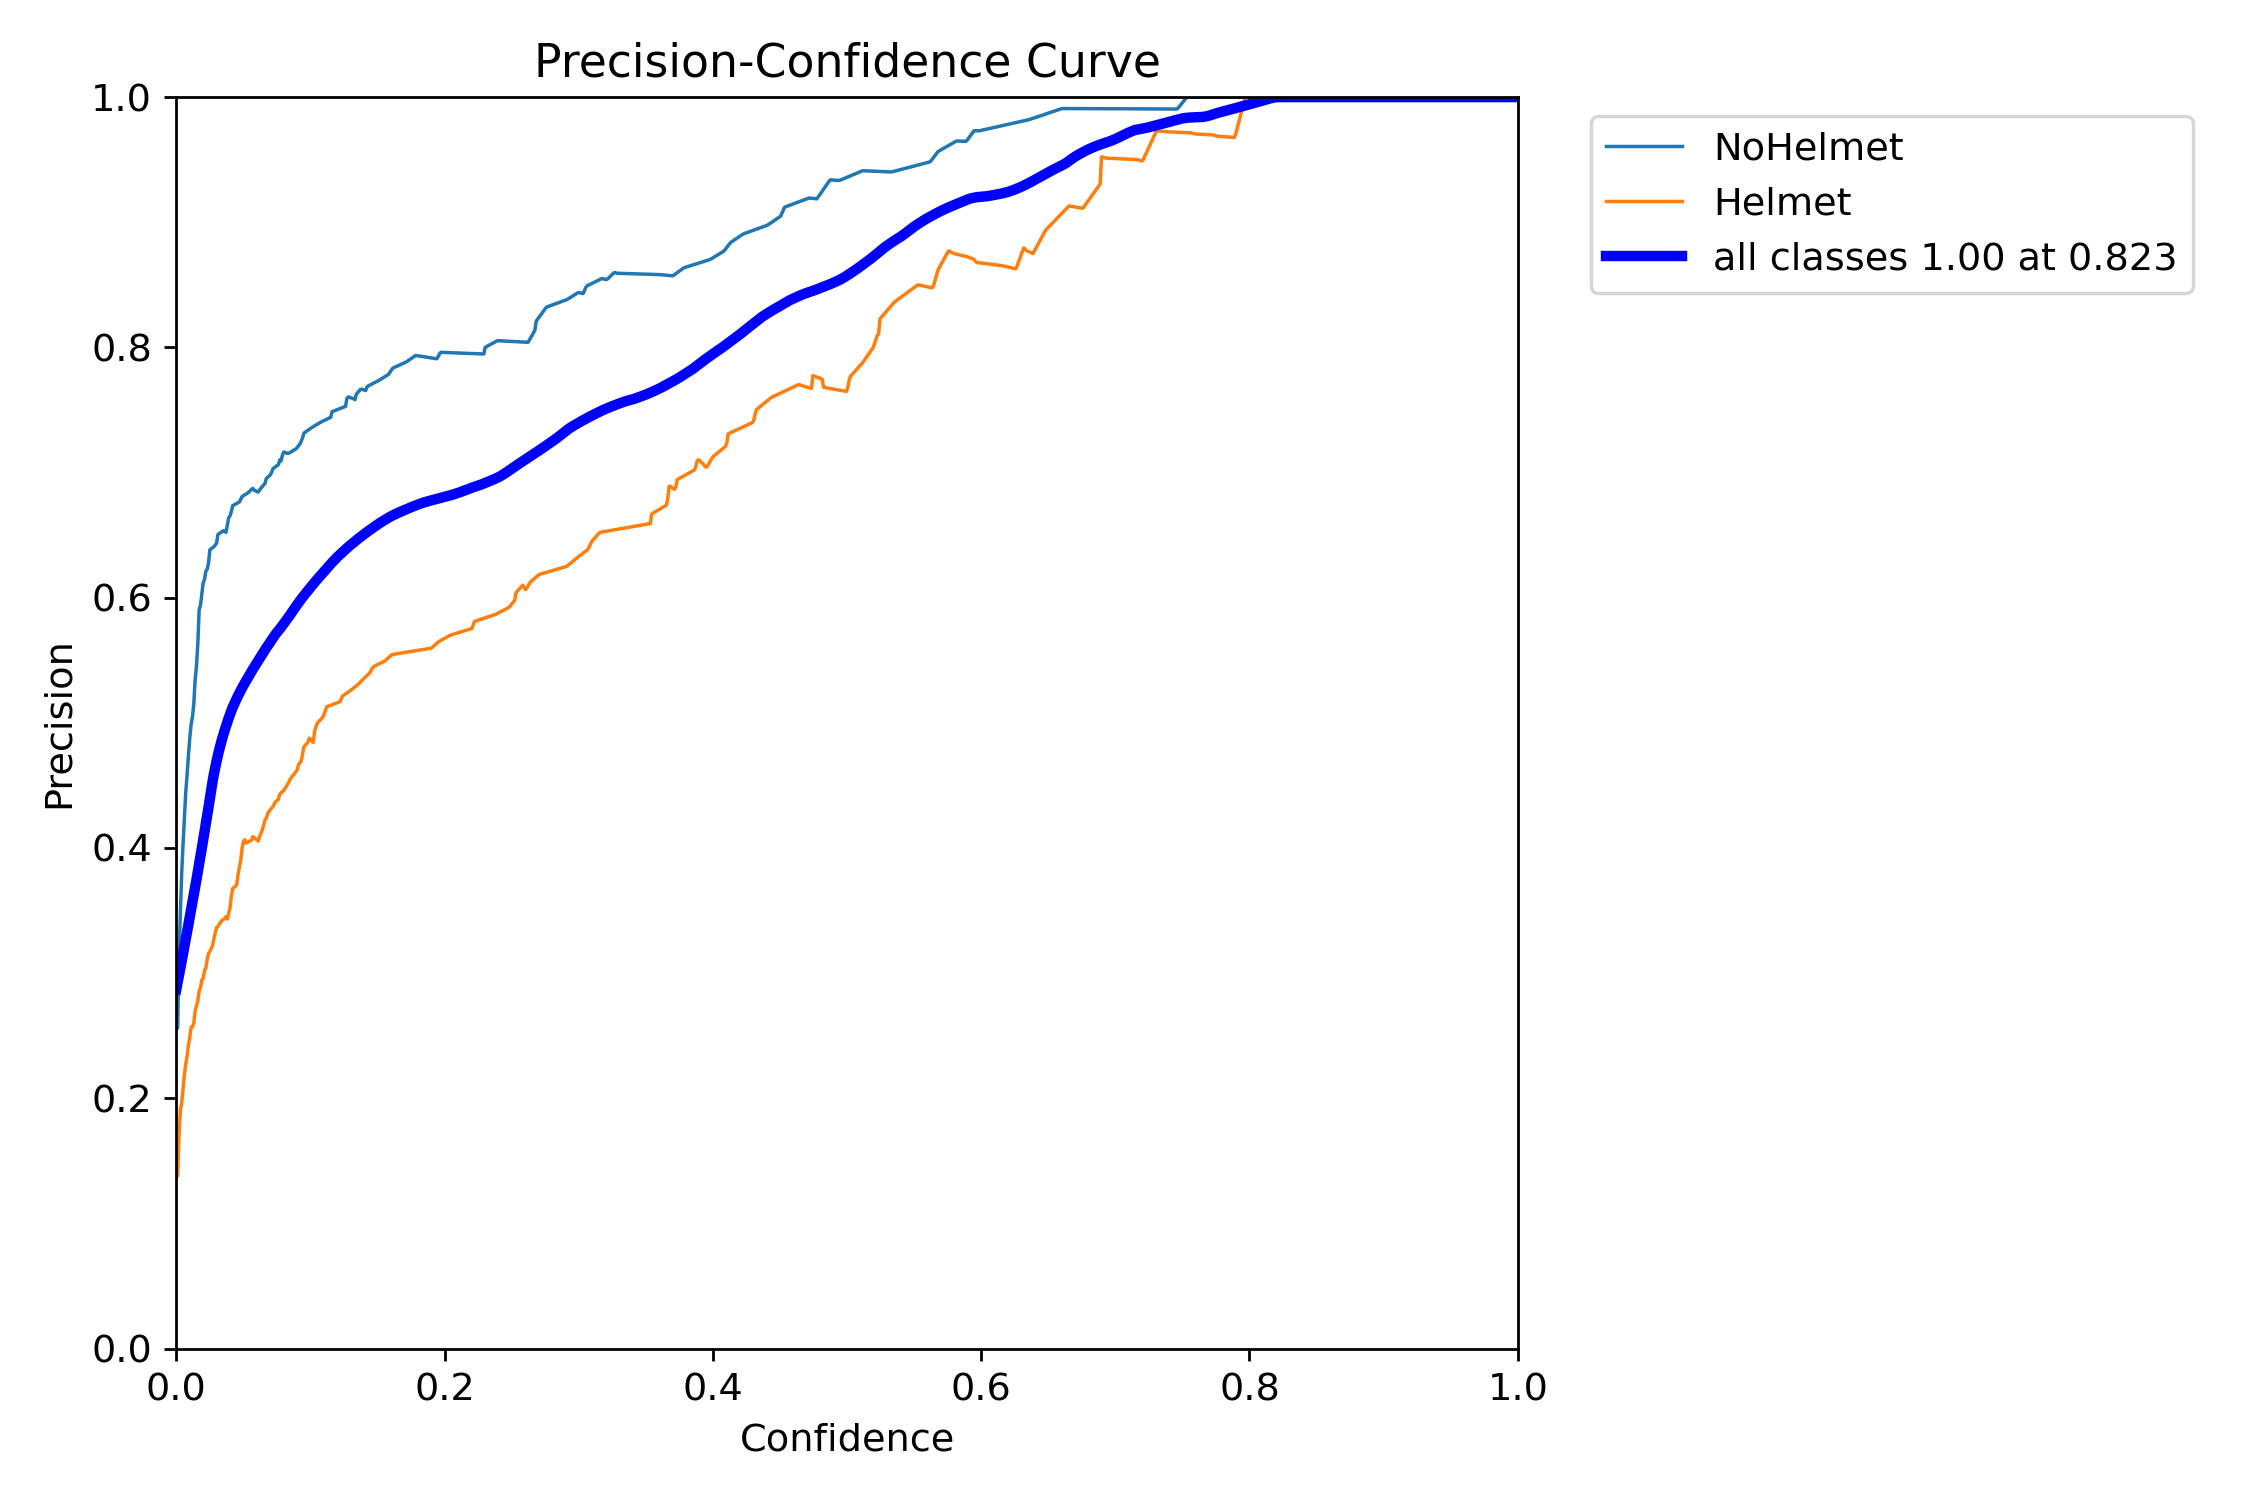 Precision-Confidence Curve
1.0
0.8
0.6
0.4
0.2
0.0
Precision
0.0 0.2 0.4 0.6 0.8 1.0
Confidence
NoHelmet
Helmet
all classes 1.00 at 0.823